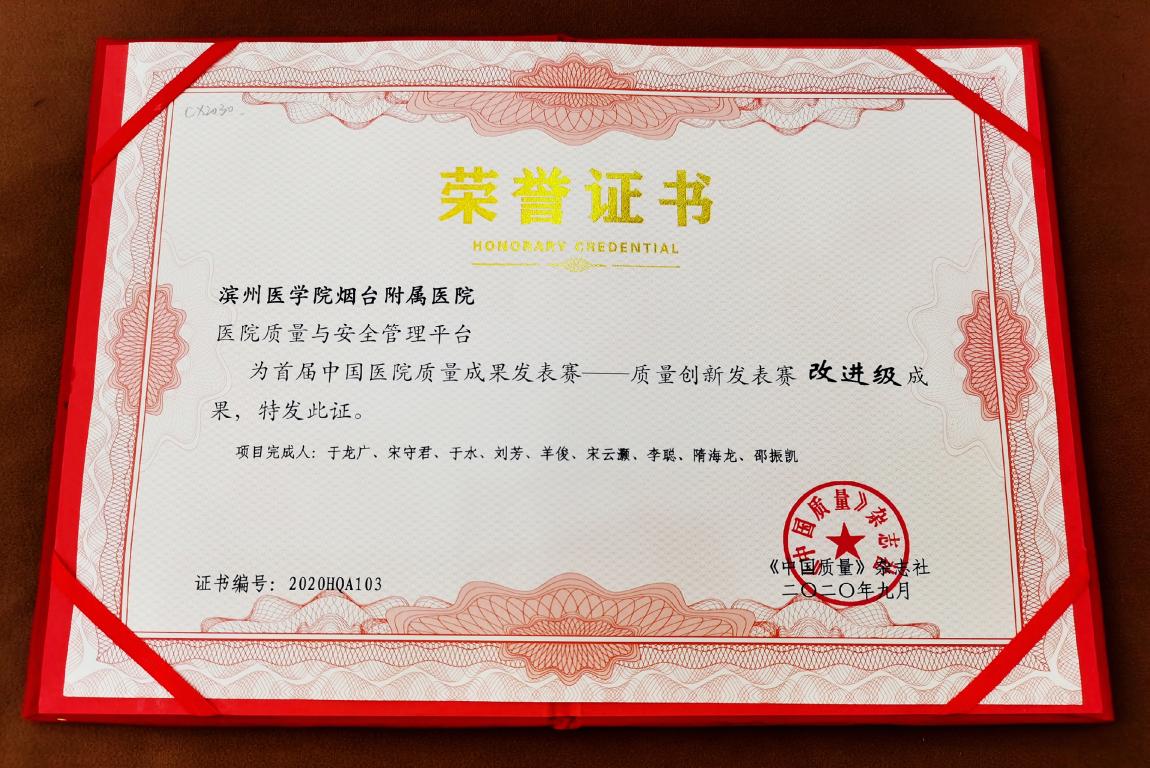 CX2030
荣誉证书
HONORARY CREDENTIAL
滨州医学院烟台附属医院
医院质量与安全管理平台
为首届中国医院质量成果发表赛——质量创新发表赛 改进级成
果，特发此证。
项目完成人：于龙广、宋守君、于水、刘芳、羊俊、宋云灏、李聪、隋海龙、邵振凯
《中国质量》杂志社
证书编号：2020HQA103
《中国质量》杂志社
二〇二〇年九月